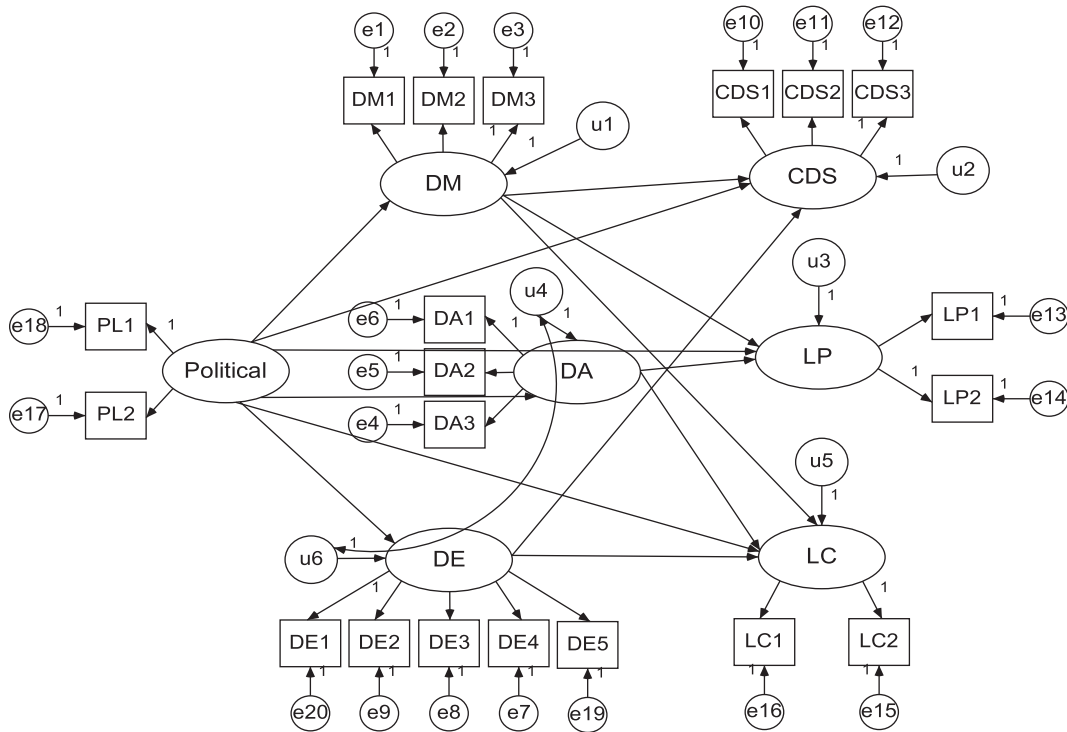 e1 e2 e3 e10 e11 e12
1 1 1 1 1 1
DM1 DM2 DM3 CDS1 CDS2 CDS3
1 1 u1 1
DM CDS 1 u2
u3
u4
e18 1 PL1 1 e6 1 DA1 1 1 1 LP1 1 e13
Political e5 1 DA2 DA LP
e17 1 PL2 e4 1 DA3 1 LP2 1 e14
u5
1
u6 1 DE LC
1 1
DE1 DE2 DE3 DE4 DE5 LC1 LC2
1 1 1 1 1 1 1
e20 e9 e8 e7 e19 e16 e15